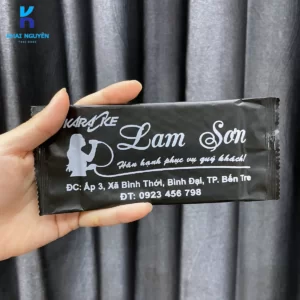 KHAI NGUYÊN
KARAOKE
Lam Sơn
Hân hạnh phục vụ quý khách!
ĐC: Ấp 3, Xã Bình Thới, Bình Đại, TP. Bến Tre
ĐT: 0923 456 798